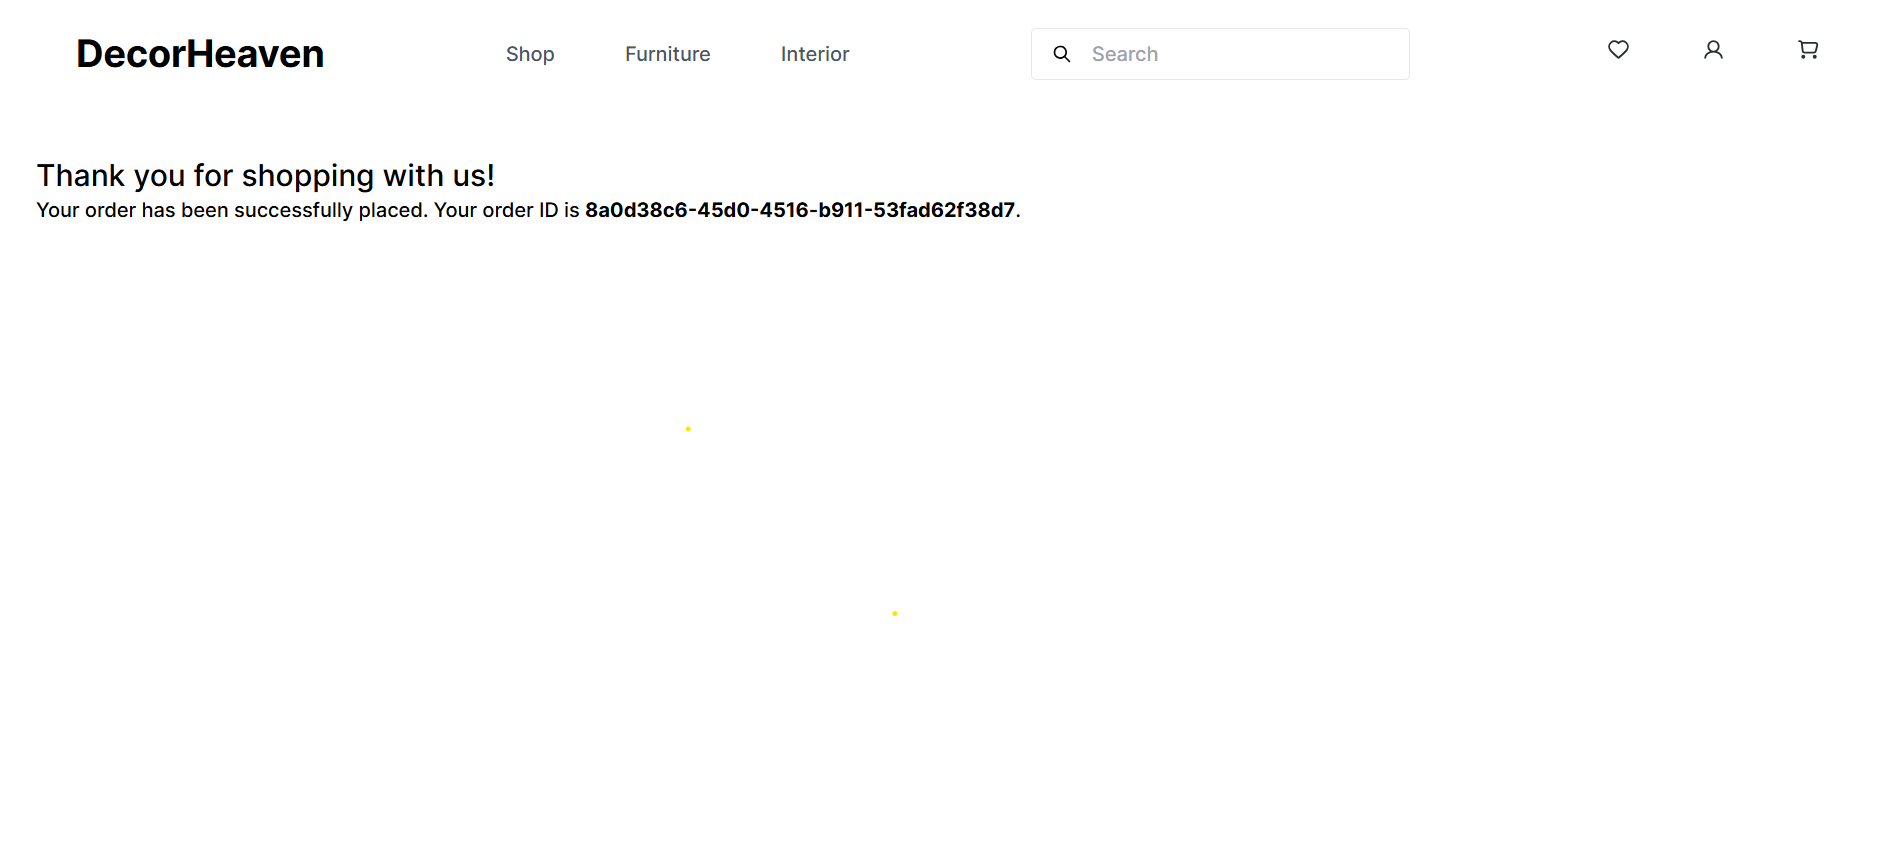 DecorHeaven
Shop
Furniture
Interior
Search
Thank you for shopping with us!
Your order has been successfully placed. Your order ID is 8a0d38c6-45d0-4516-b911-53fad62f38d7.